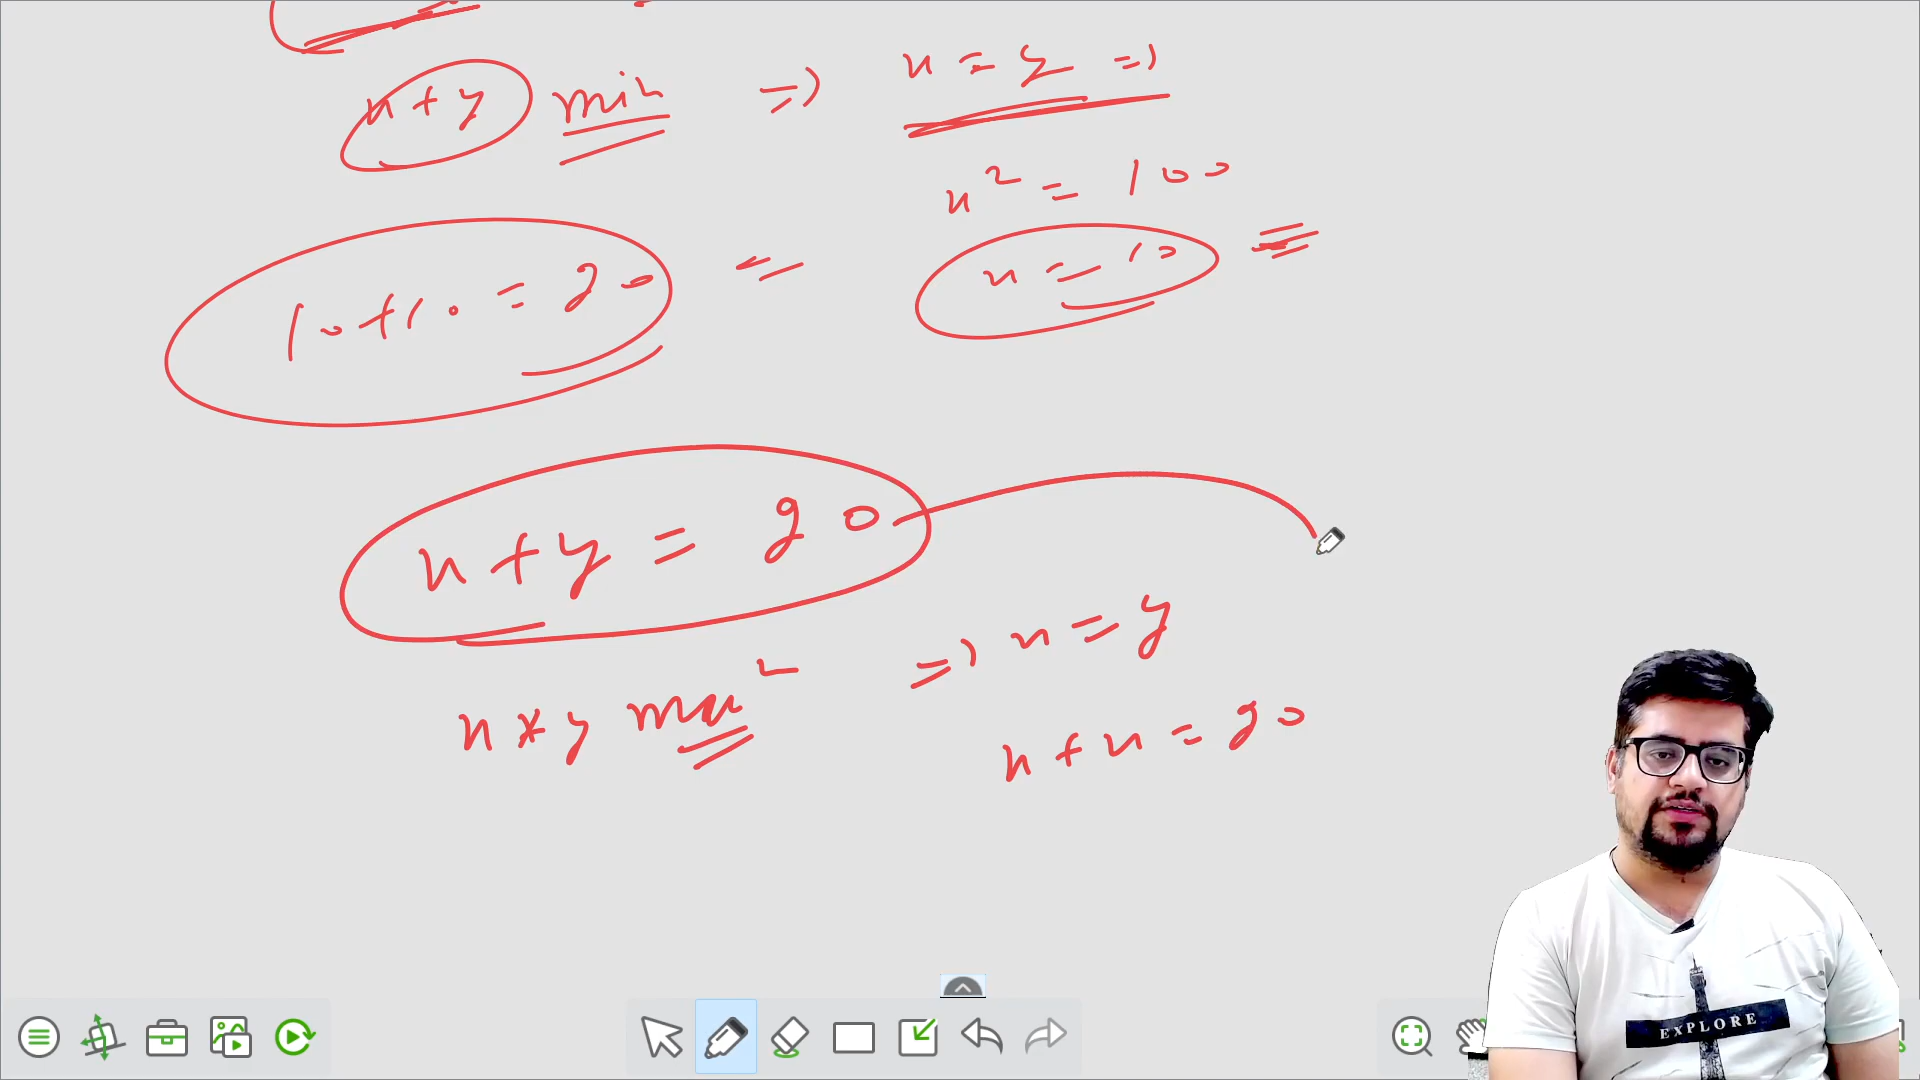 x + y min => x = y =>
x² = 100
10 + 10 = 20 x = 10
x + y = 20
x * y max => x = y
x + x = 20
EXPLORE